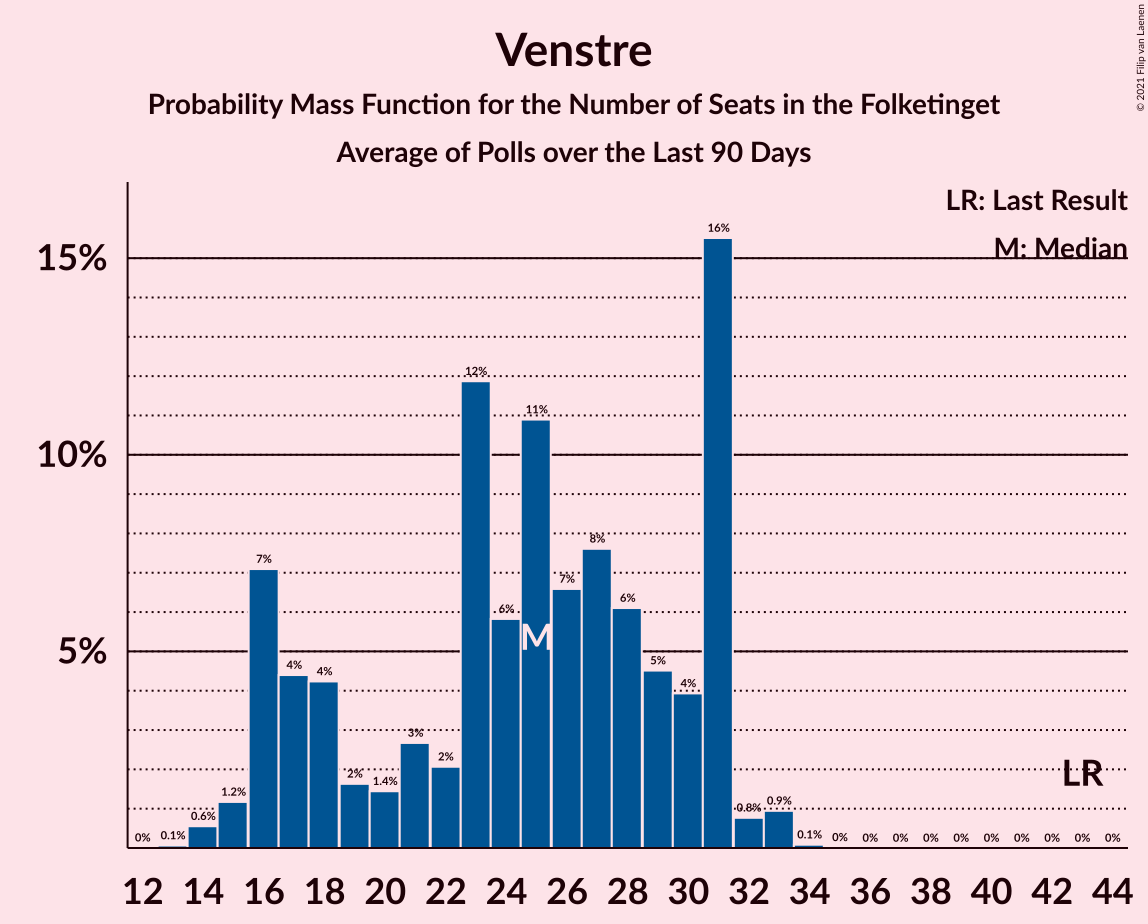 Venstre
Probability Mass Function for the Number of Seats in the Folketinget
Average of Polls over the Last 90 Days
© 2021 Filip van Laenen
LR: Last Result
M: Median
15%
10%
5%
0% 0.1% 0.6% 1.2% 7% 4% 4% 2% 1.4% 3% 2% 12% 6% 11% 7% 8% 6% 5% 4% 16% 0.8% 0.9% 0.1% 0% 0% 0% 0% 0% 0% 0% 0% 0% 0%
M
LR
12 14 16 18 20 22 24 26 28 30 32 34 36 38 40 42 44